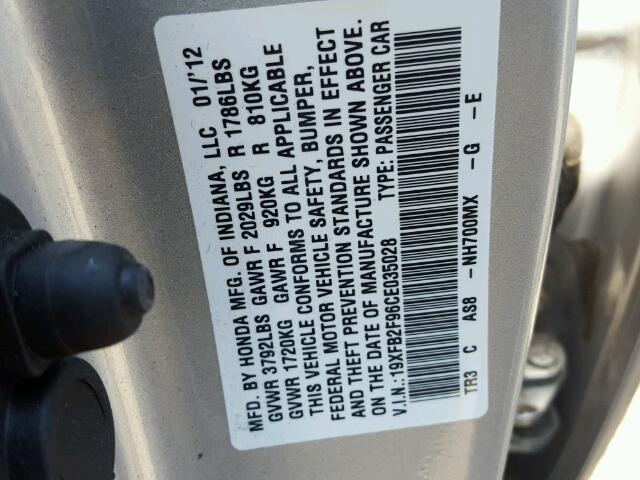 MFD. BY HONDA MFG. OF INDIANA, LLC 01/'12
GVWR 3792LBS GAWR F 2029LBS R 1786LBS
GVWR 1720KG GAWR F 920KG R 810KG
THIS VEHICLE CONFORMS TO ALL APPLICABLE
FEDERAL MOTOR VEHICLE SAFETY, BUMPER,
AND THEFT PREVENTION STANDARDS IN EFFECT
ON THE DATE OF MANUFACTURE SHOWN ABOVE.
V.I.N.:19XFB2F96CE035028 TYPE: PASSENGER CAR
TR3 C AS8 -NH700MX -G -E